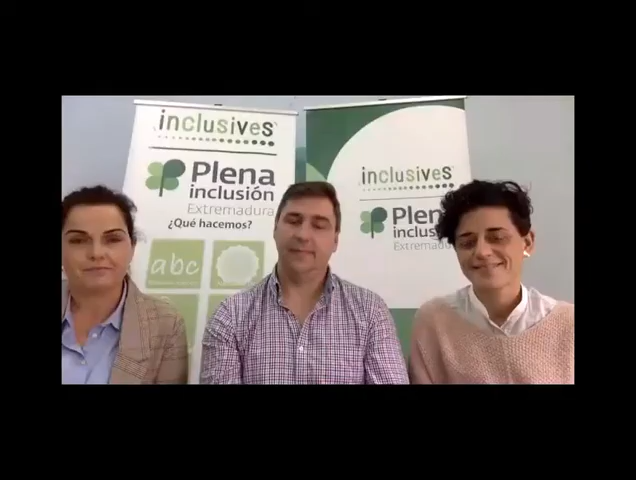 inclusives
Plena
inclusión
Extremadura
¿Qué hacemos?
abc
inclusives
Plena
inclusi
Extremadu